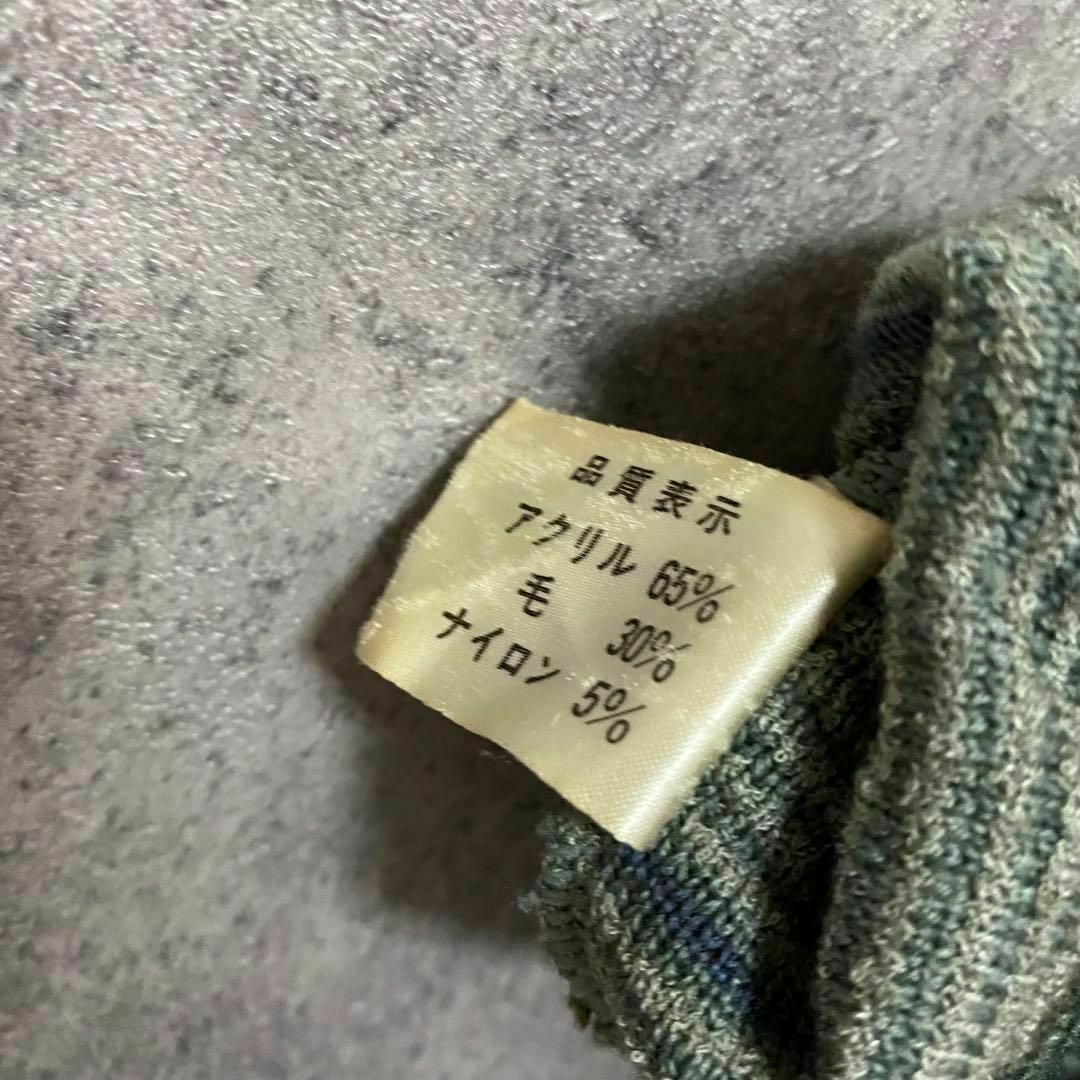 品質表示
アクリル 65%
毛 30%
ナイロン 5%